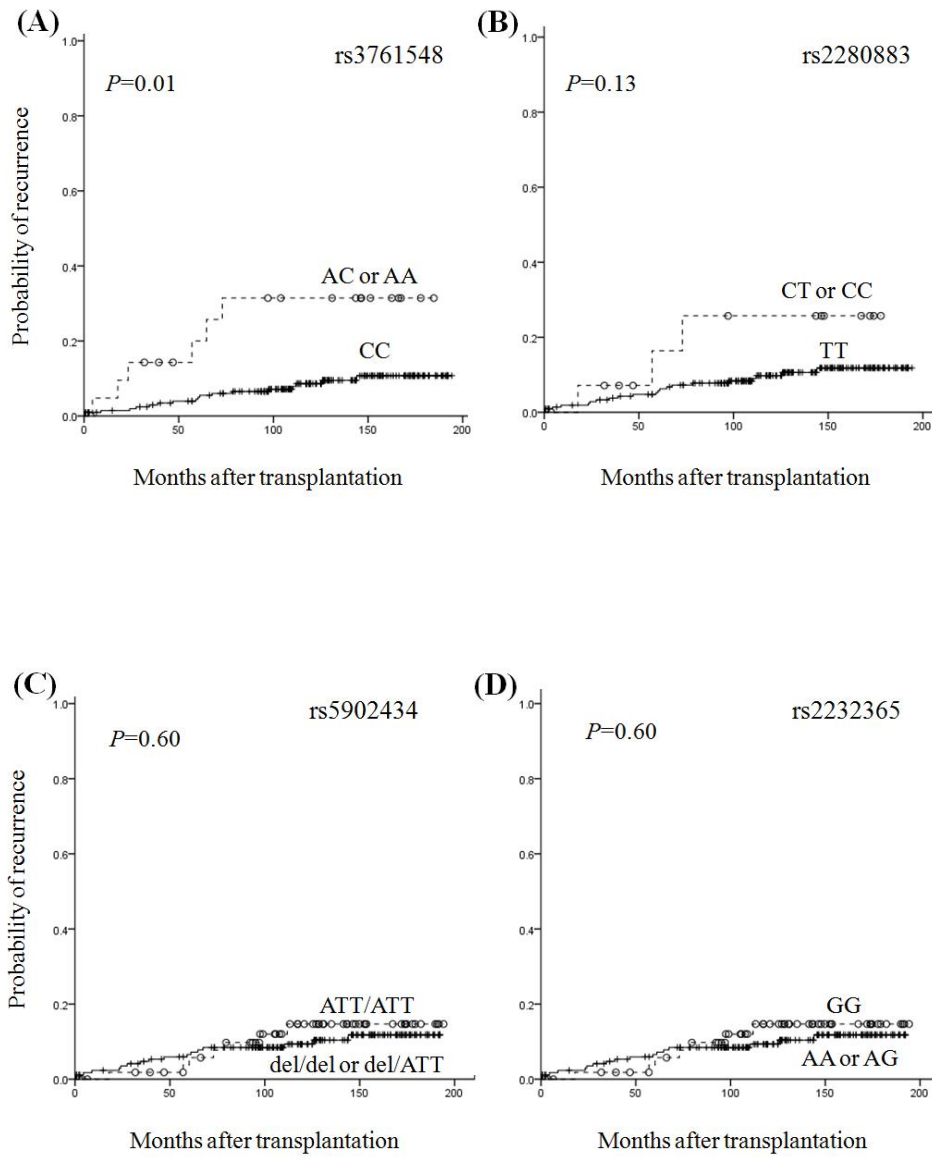 (A)
rs3761548
P=0.01
1.0
0.8
0.6
0.4
0.2
0.0
AC or AA
CC
0 50 100 150 200
Probability of recurrence
Months after transplantation
(B)
rs2280883
P=0.13
1.0
0.8
0.6
0.4
0.2
0.0
CT or CC
TT
0 50 100 150 200
Months after transplantation
(C)
rs5902434
P=0.60
1.0
0.8
0.6
0.4
0.2
0.0
ATT/ATT
del/del or del/ATT
0 50 100 150 200
Probability of recurrence
Months after transplantation
(D)
rs2232365
P=0.60
1.0
0.8
0.6
0.4
0.2
0.0
GG
AA or AG
0 50 100 150 200
Months after transplantation